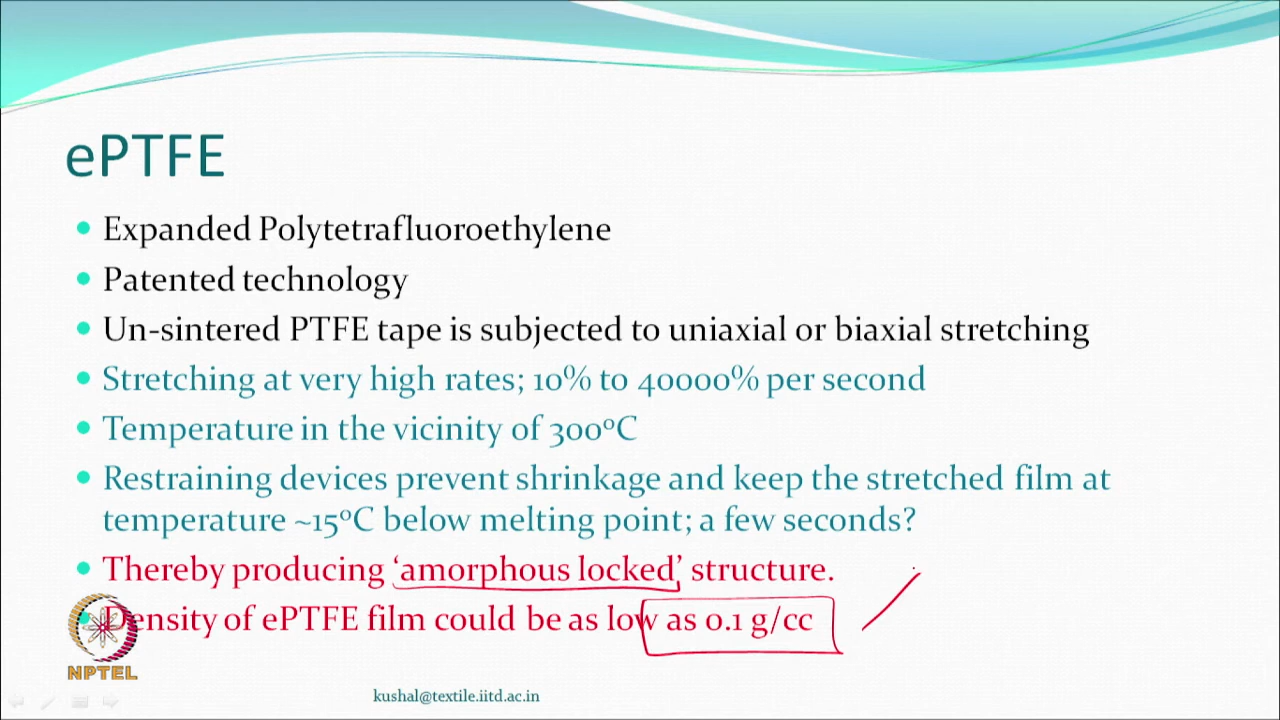 ePTFE
Expanded Polytetrafluoroethylene
Patented technology
Un-sintered PTFE tape is subjected to uniaxial or biaxial stretching
Stretching at very high rates; 10% to 40000% per second
Temperature in the vicinity of 300°C
Restraining devices prevent shrinkage and keep the stretched film at
temperature ~15°C below melting point; a few seconds?
Thereby producing 'amorphous locked' structure.
Density of ePTFE film could be as low as 0.1 g/cc
NPTEL
kushal@textile.iitd.ac.in